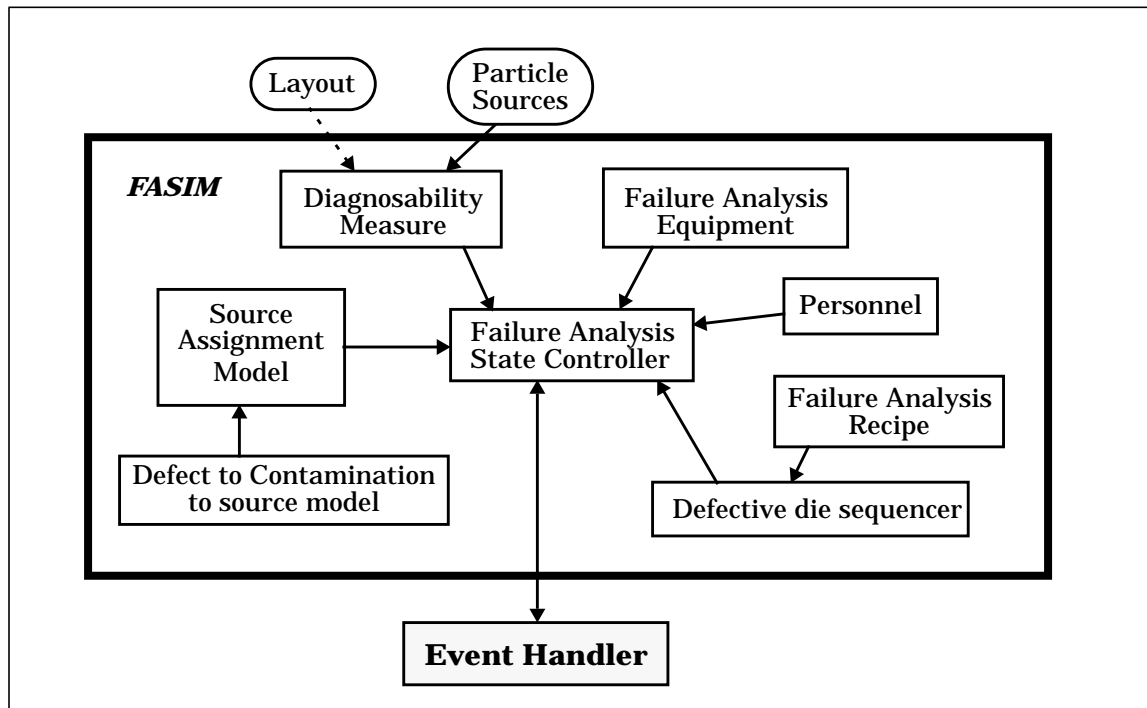 Layout
Particle
Sources
FASIM
Diagnosability
Measure
Failure Analysis
Equipment
Source
Assignment
Model
Failure Analysis
State Controller
Personnel
Failure Analysis
Recipe
Defect to Contamination
to source model
Defective die sequencer
Event Handler